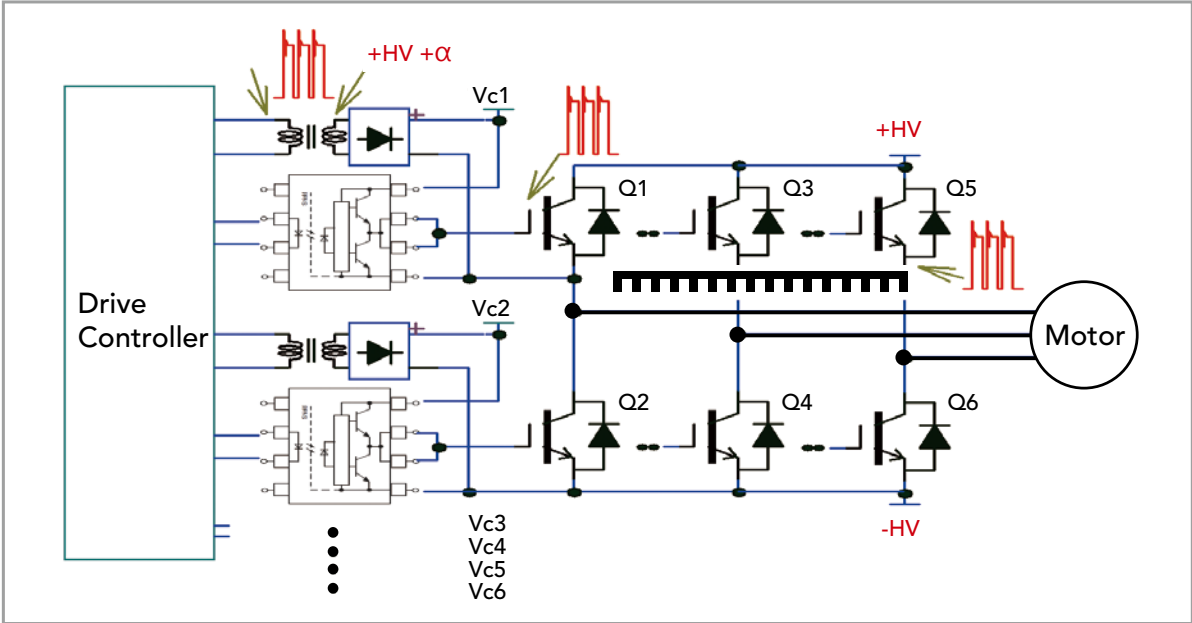 +HV +α
Vc1
+HV
Q1
Q3
Q5
Drive
Controller
Vc2
Motor
Q2
Q4
Q6
-HV
Vc3
Vc4
Vc5
Vc6